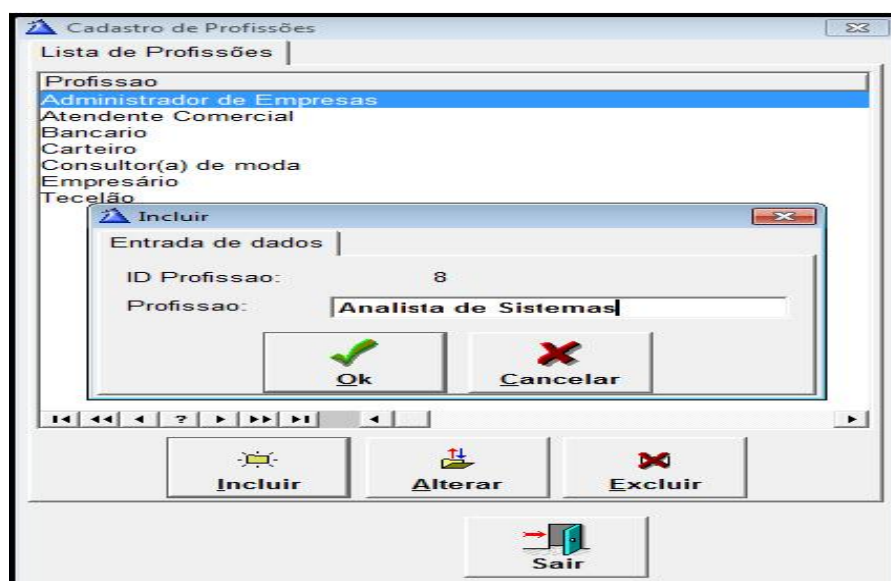 Cadastro de Profissões
Lista de Profissões
Profissao
Administrador de Empresas
Atendente Comercial
Bancario
Carteiro
Consultor(a) de moda
Empresário
Tecelão
Incluir
Entrada de dados
ID Profissao: 8
Profissao: Analista de Sistemas
Ok Cancelar
?
Incluir Alterar Excluir
Sair